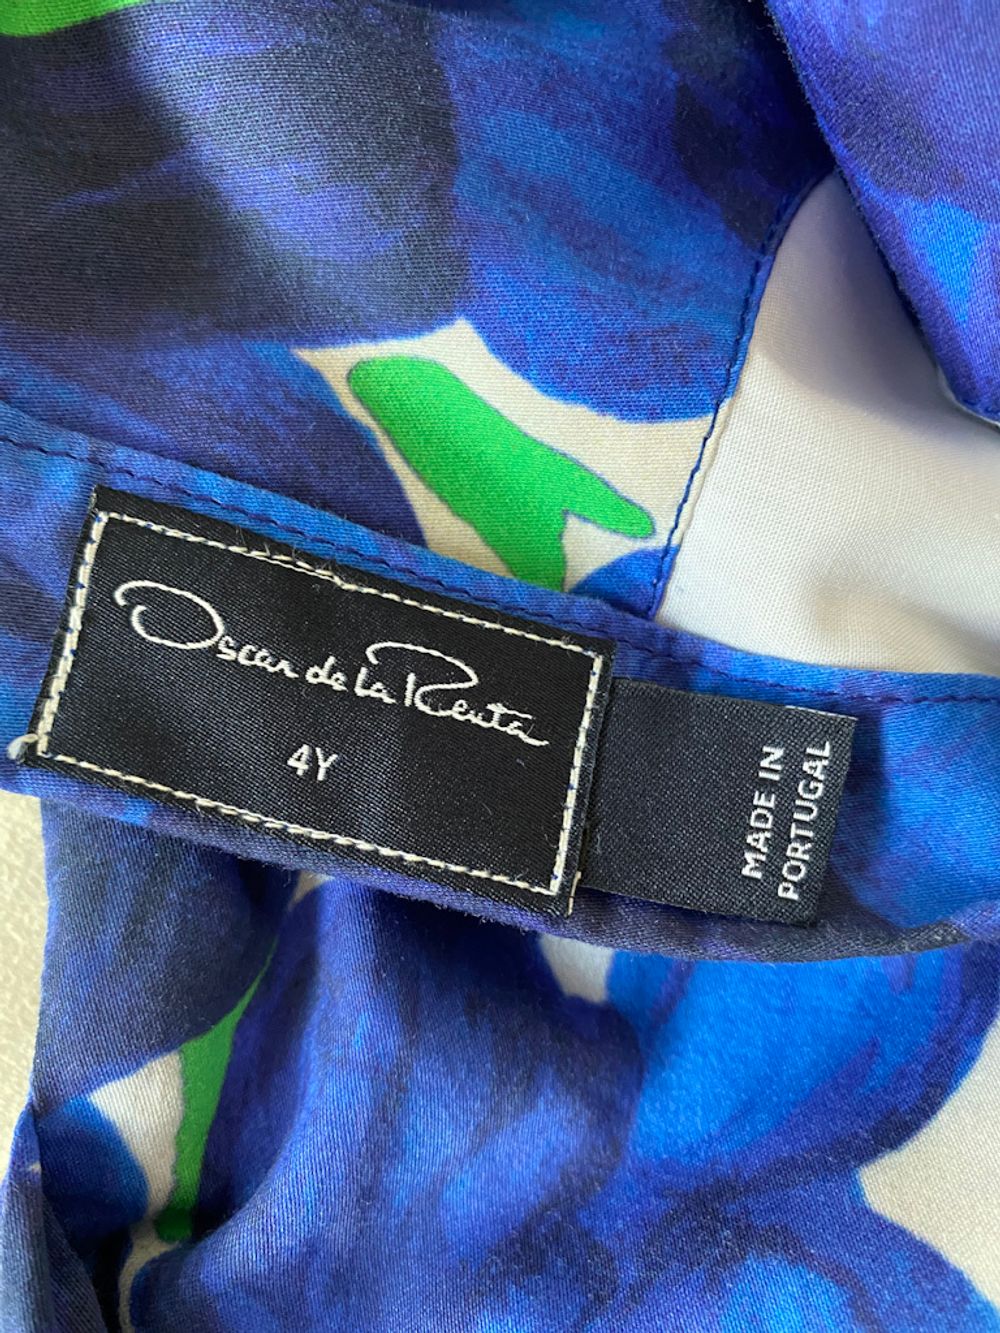 Oscar de la Renta
4Y
MADE IN
PORTUGAL